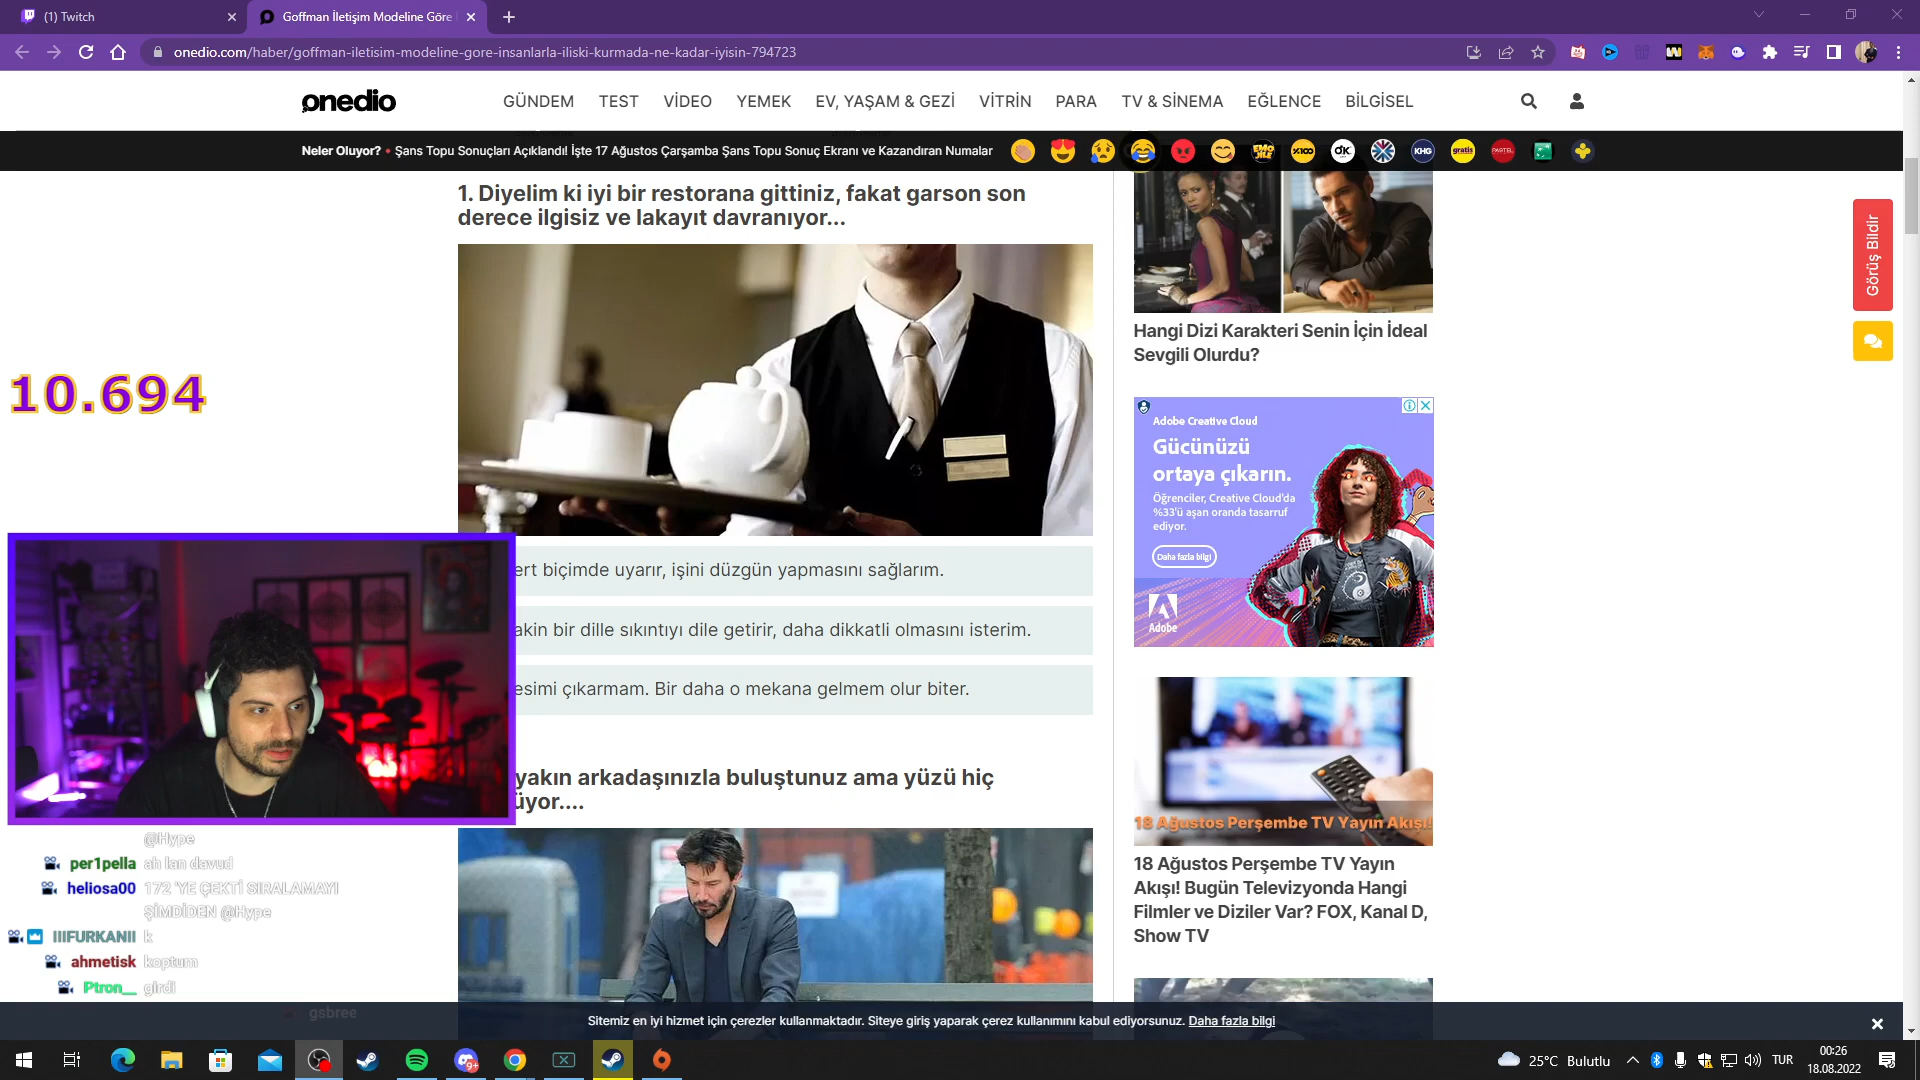 (1) Twitch
Goffman İletişim Modeline Göre
onedio.com/haber/goffman-iletisim-modeline-gore-insanlarla-iliski-kurmada-ne-kadar-iyisin-794723
onedio
GÜNDEM TEST VİDEO YEMEK EV, YAŞAM & GEZİ VİTRİN PARA TV & SİNEMA EĞLENCE BİLGİSEL
Neler Oluyor? • Şans Topu Sonuçları Açıklandı! İşte 17 Ağustos Çarşamba Şans Topu Sonuç Ekranı ve Kazandıran Numalar
%100
OK
KHG
gratis
PASTEL
1. Diyelim ki iyi bir restorana gittiniz, fakat garson son
derece ilgisiz ve lakayıt davranıyor...
ert biçimde uyarır, işini düzgün yapmasını sağlarım.
akin bir dille sıkıntıyı dile getirir, daha dikkatli olmasını isterim.
esimi çıkarmam. Bir daha o mekana gelmem olur biter.
yakın arkadaşınızla buluştunuz ama yüzü hiç
üyor....
Hangi Dizi Karakteri Senin İçin İdeal
Sevgili Olurdu?
Adobe Creative Cloud
Gücünüzü
ortaya çıkarın.
Öğrenciler, Creative Cloud'da
%33'ü aşan oranda tasarruf
ediyor.
Daha fazla bilgi
Adobe
18 Ağustos Perşembe TV Yayın Akışı!
18 Ağustos Perşembe TV Yayın
Akışı! Bugün Televizyonda Hangi
Filmler ve Diziler Var? FOX, Kanal D,
Show TV
Görüş Bildir
10.694
@Hype
per1pella ah lan davud
heliosa00 172 'YE ÇEKTİ SIRALAMAYI
ŞİMDİDEN @Hype
IIIFURKANII k
ahmetisk koptum
Ptron__ girdi
gsbree
Sitemiz en iyi hizmet için çerezler kullanmaktadır. Siteye giriş yaparak çerez kullanımını kabul ediyorsunuz. Daha fazla bilgi
9+
25°C Bulutlu
TUR
00:26
18.08.2022